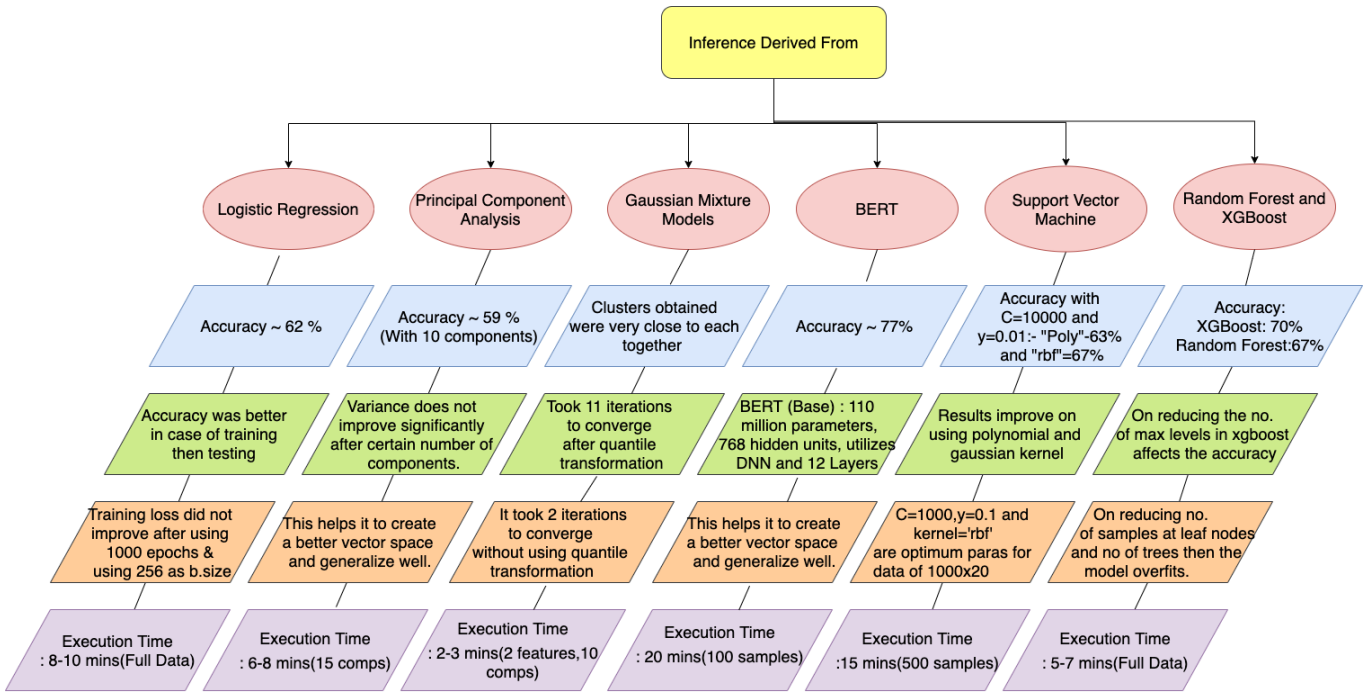 Inference Derived From
Logistic Regression
Principal Component
Analysis
Gaussian Mixture
Models
BERT
Support Vector
Machine
Random Forest and
XGBoost
Accuracy ~ 62 %
Accuracy ~ 59 %
(With 10 components)
Clusters obtained
were very close to each
together
Accuracy ~ 77%
Accuracy with
C=10000 and
y=0.01:- "Poly"-63%
and "rbf"=67%
Accuracy:
XGBoost: 70%
Random Forest:67%
Accuracy was better
in case of training
then testing
Variance does not
improve significantly
after certain number of
components.
Took 11 iterations
to converge
after quantile
transformation
BERT (Base) : 110
million parameters,
768 hidden units, utilizes
DNN and 12 Layers
Results improve on
using polynomial and
gaussian kernel
On reducing the no.
of max levels in xgboost
affects the accuracy
Training loss did not
improve after using
1000 epochs &
using 256 as b.size
This helps it to create
a better vector space
and generalize well.
It took 2 iterations
to converge
without using quantile
transformation
This helps it to create
a better vector space
and generalize well.
C=1000,y=0.1 and
kernel='rbf'
are optimum paras for
data of 1000x20
On reducing no.
of samples at leaf nodes
and no of trees then the
model overfits.
Execution Time
: 8-10 mins(Full Data)
Execution Time
: 6-8 mins(15 comps)
Execution Time
: 2-3 mins(2 features,10
comps)
Execution Time
: 20 mins(100 samples)
Execution Time
:15 mins(500 samples)
Execution Time
: 5-7 mins(Full Data)